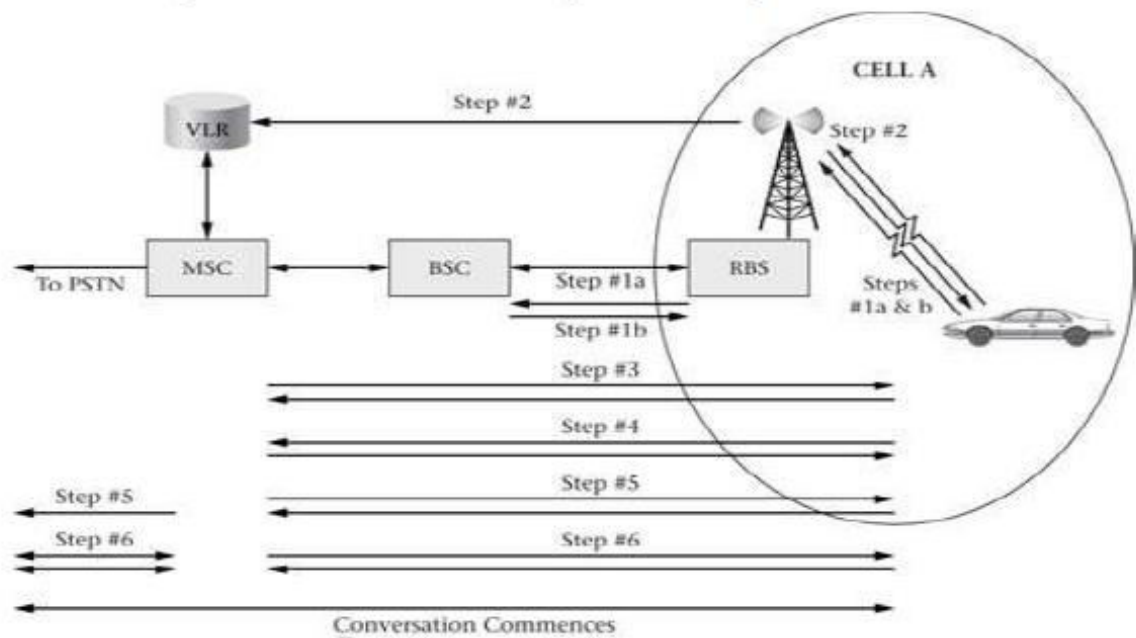 CELL A
Step #2
VLR
Step #2
MSC
BSC
RBS
To PSTN
Step #1a
Steps
#1a & b
Step #1b
Step #3
Step #4
Step #5
Step #5
Step #6
Step #6
Conversation Commences